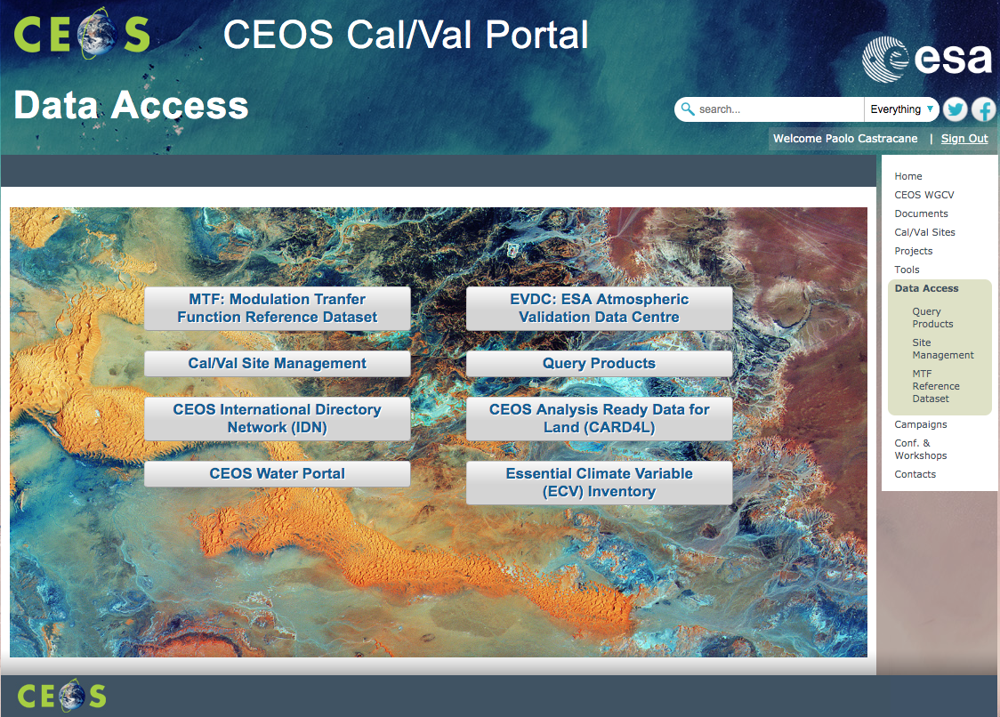 CEOS
CEOS Cal/Val Portal
esa
Data Access
search...
Everything
Welcome Paolo Castracane | Sign Out
MTF: Modulation Tranfer
Function Reference Dataset
EVDC: ESA Atmospheric
Validation Data Centre
Cal/Val Site Management
Query Products
CEOS International Directory
Network (IDN)
CEOS Analysis Ready Data for
Land (CARD4L)
CEOS Water Portal
Essential Climate Variable
(ECV) Inventory
Home
CEOS WGCV
Documents
Cal/Val Sites
Projects
Tools
Data Access
Query
Products
Site
Management
MTF
Reference
Dataset
Campaigns
Conf. &
Workshops
Contacts
CEOS